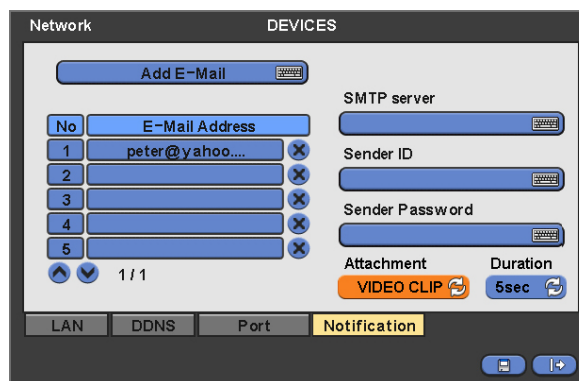 Network DEVICES
Add E-Mail
No E-Mail Address
1 peter@yahoo....
2
3
4
5
1/1
SMTP server
Sender ID
Sender Password
Attachment Duration
VIDEO CLIP 5sec
LAN DDNS Port Notification